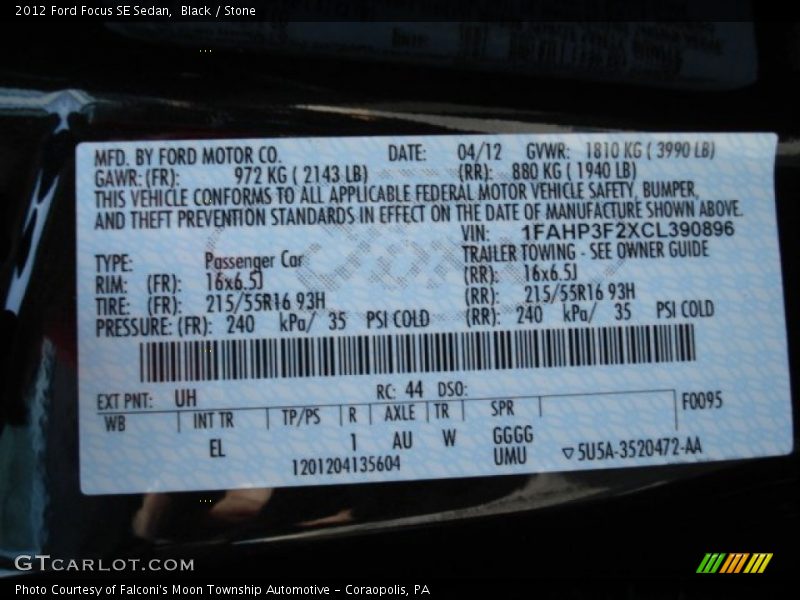 2012 Ford Focus SE Sedan,  Black / Stone
MFD. BY FORD MOTOR CO. DATE: 04/12 GVWR: 1810 KG ( 3990 LB)
GAWR: (FR): 972 KG ( 2143 LB) (RR): 880 KG ( 1940 LB)
THIS VEHICLE CONFORMS TO ALL APPLICABLE FEDERAL MOTOR VEHICLE SAFETY, BUMPER,
AND THEFT PREVENTION STANDARDS IN EFFECT ON THE DATE OF MANUFACTURE SHOWN ABOVE.
VIN: 1FAHP3F2XCL390896
TYPE: Passenger Car TRAILER TOWING - SEE OWNER GUIDE
RIM: (FR): 16x6.5J (RR): 16x6.5J
TIRE: (FR): 215/55R16 93H (RR): 215/55R16 93H
PRESSURE: (FR): 240 kPa/ 35 PSI COLD (RR): 240 kPa/ 35 PSI COLD
EXT PNT: UH RC: 44 DSO:
WB INT TR TP/PS R AXLE TR SPR F0095
EL 1 AU W GGGG
1201204135604 UMU ▽5U5A-3520472-AA
GTCARLOT.COM
Photo Courtesy of Falconi's Moon Township Automotive - Coraopolis, PA